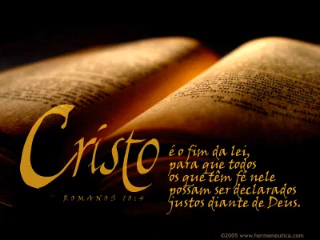 Cristo
ROMANOS 10:4
é o fim da lei,
para que todos
os que têm fé nele
possam ser declarados
justos diante de Deus.
©2005 www.hermeneutica.com